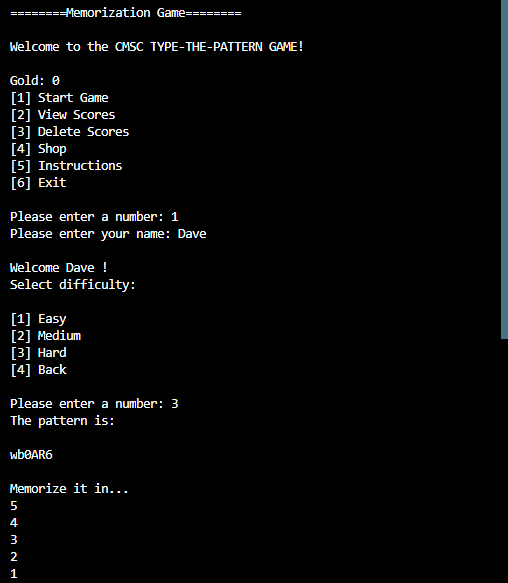 ========Memorization Game========
Welcome to the CMSC TYPE-THE-PATTERN GAME!
Gold: 0
[1] Start Game
[2] View Scores
[3] Delete Scores
[4] Shop
[5] Instructions
[6] Exit
Please enter a number: 1
Please enter your name: Dave
Welcome Dave !
Select difficulty:
[1] Easy
[2] Medium
[3] Hard
[4] Back
Please enter a number: 3
The pattern is:
wb0AR6
Memorize it in...
5
4
3
2
1